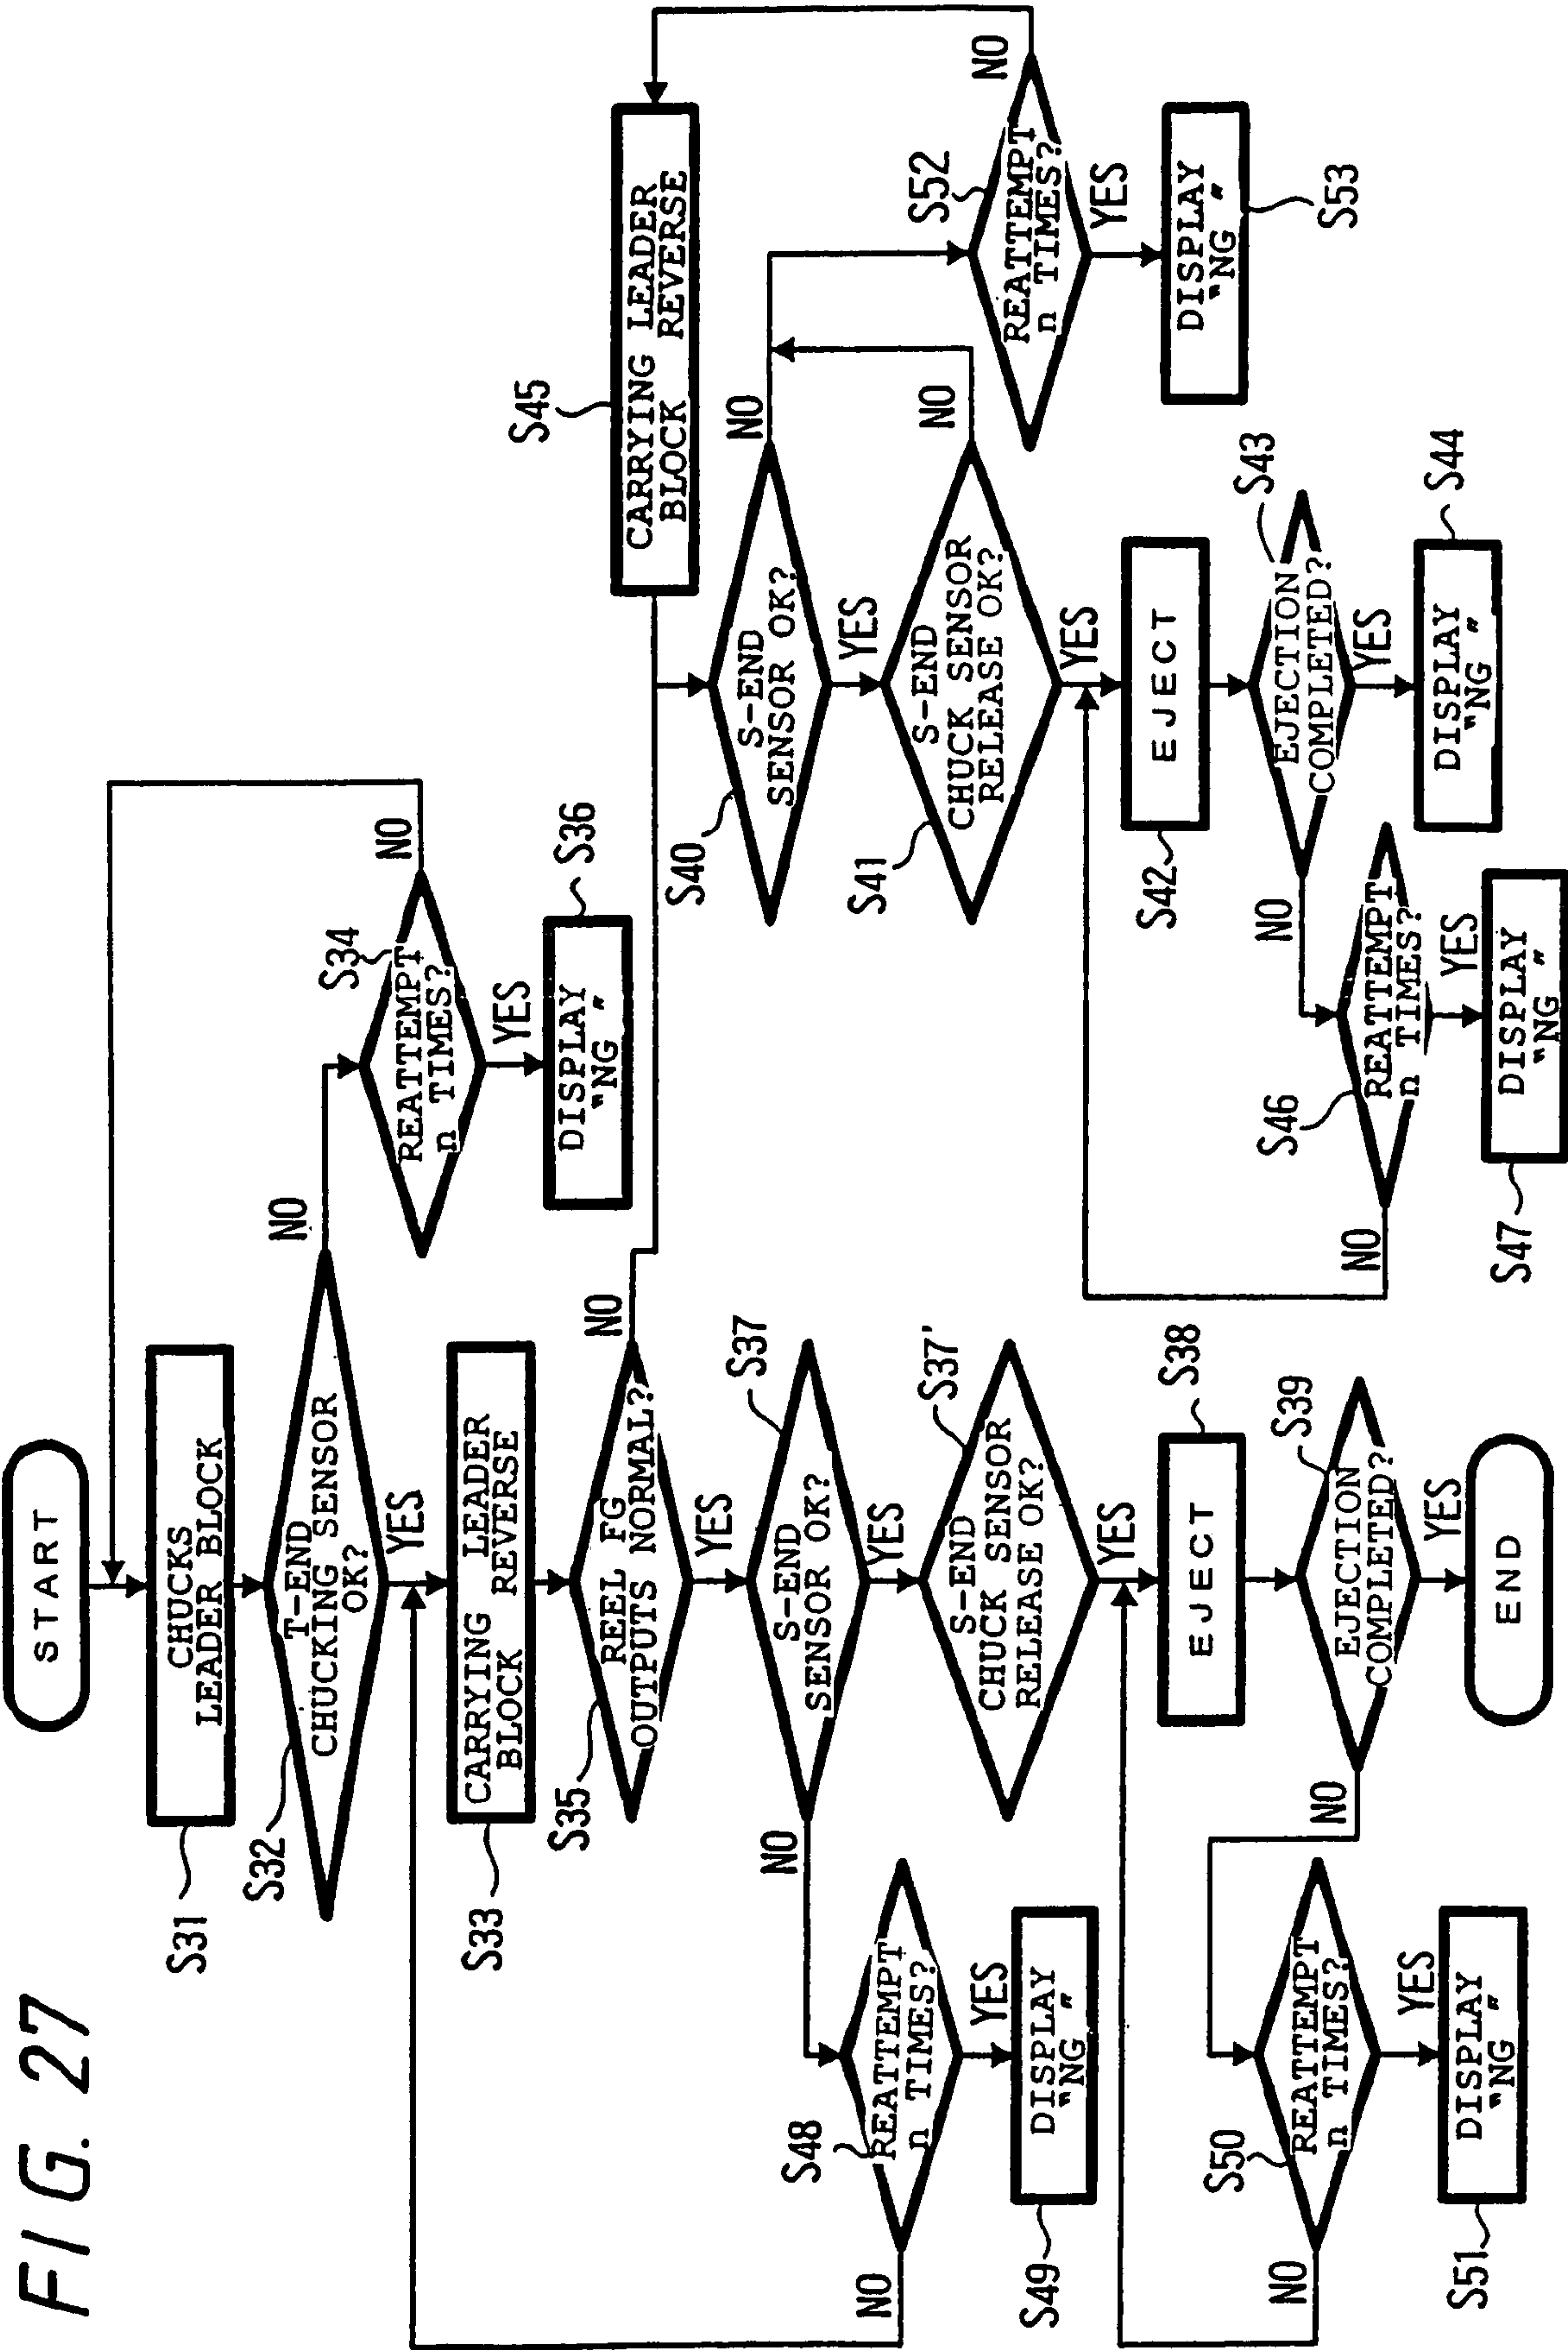 FIG. 27
START
S31
CHUCKS
LEADER BLOCK
S32
T-END
CHUCKING SENSOR
OK?
NO
YES
S34
REATTEMPT
n TIMES?
NO
YES
S36
DISPLAY
"NG"
S33
CARRYING LEADER
BLOCK REVERSE
S35
REEL FG
OUTPUTS NORMAL?
NO
YES
S37
S-END
SENSOR OK?
NO
YES
S48
REATTEMPT
n TIMES?
NO
YES
S49
DISPLAY
"NG"
S37'
S-END
CHUCK SENSOR
RELEASE OK?
YES
S38
EJECT
S39
EJECTION
COMPLETED?
NO
YES
S50
REATTEMPT
n TIMES?
NO
YES
S51
DISPLAY
"NG"
END
S45
CARRYING LEADER
BLOCK REVERSE
S40
S-END
SENSOR OK?
NO
YES
S41
S-END
CHUCK SENSOR
RELEASE OK?
NO
YES
S52
REATTEMPT
n TIMES?
NO
YES
S53
DISPLAY
"NG"
S42
EJECT
S43
EJECTION
COMPLETED?
NO
YES
S44
DISPLAY
"NG"
S46
REATTEMPT
n TIMES?
NO
YES
S47
DISPLAY
"NG"